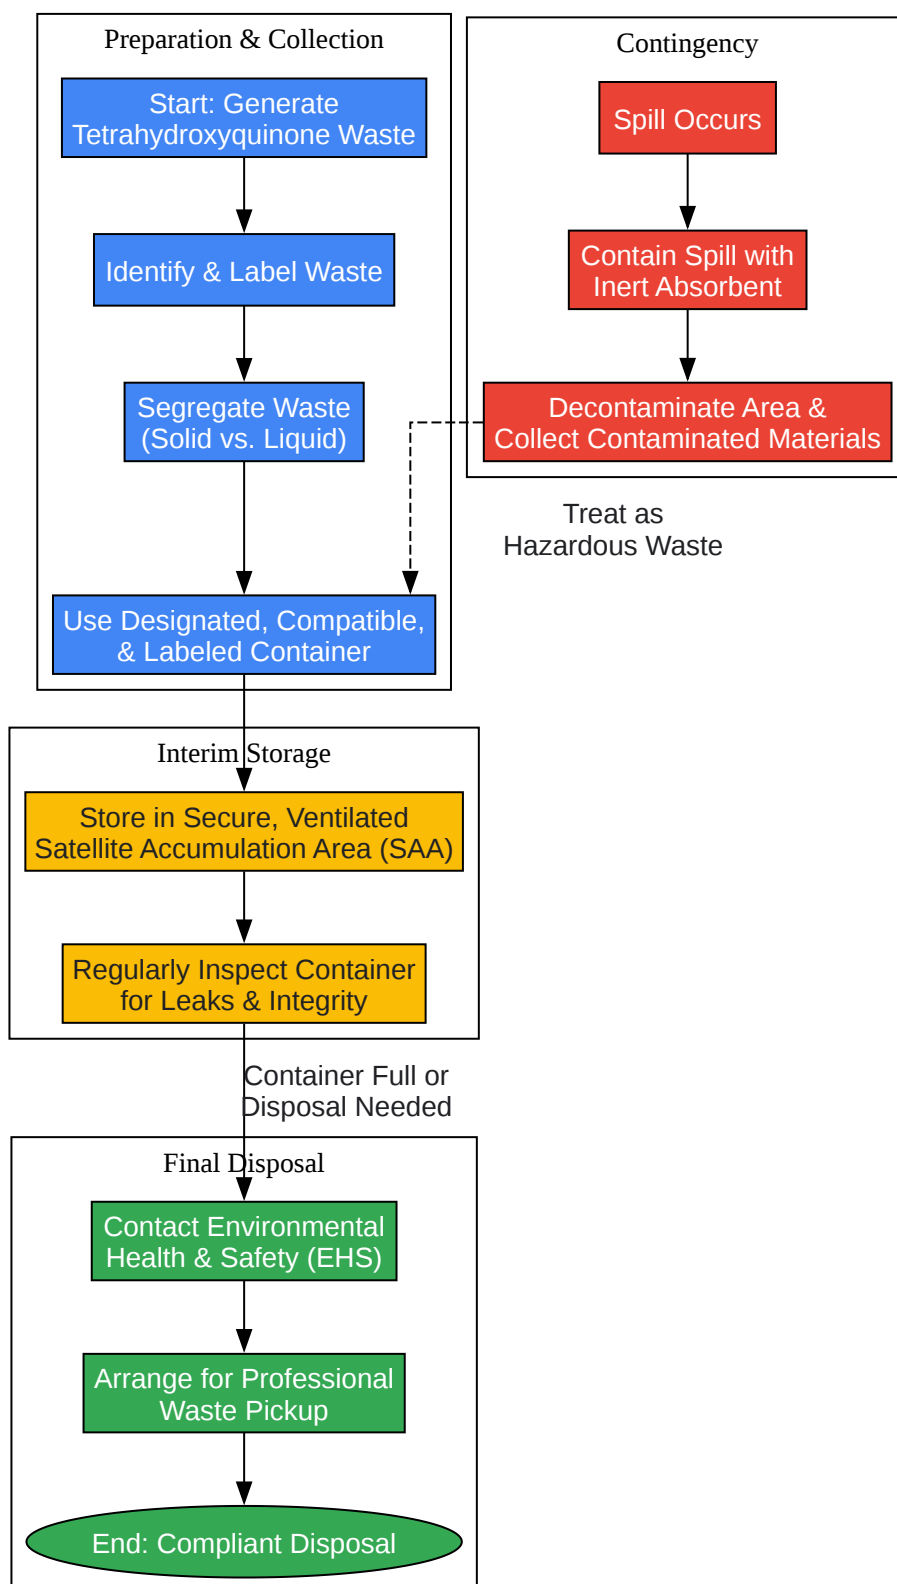 Preparation & Collection
Start: Generate
Tetrahydroxyquinone Waste
Identify & Label Waste
Segregate Waste
(Solid vs. Liquid)
Use Designated, Compatible,
& Labeled Container
Contingency
Spill Occurs
Contain Spill with
Inert Absorbent
Decontaminate Area &
Collect Contaminated Materials
Treat as
Hazardous Waste
Interim Storage
Store in Secure, Ventilated
Satellite Accumulation Area (SAA)
Regularly Inspect Container
for Leaks & Integrity
Container Full or
Disposal Needed
Final Disposal
Contact Environmental
Health & Safety (EHS)
Arrange for Professional
Waste Pickup
End: Compliant Disposal